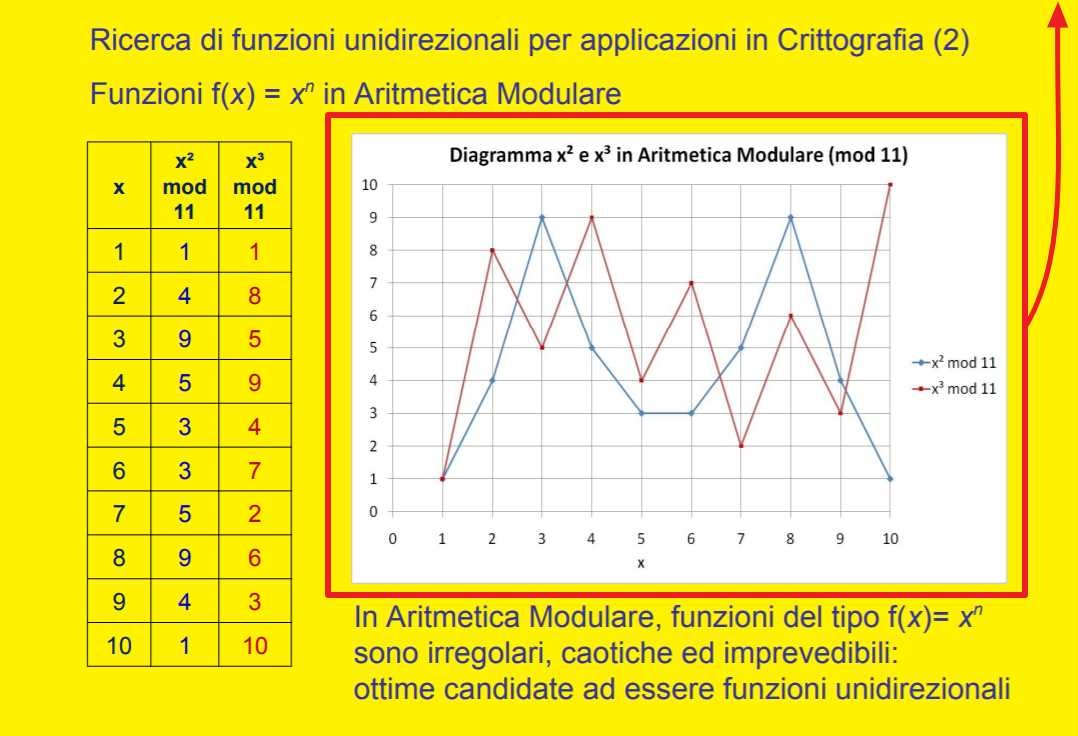 Ricerca di funzioni unidirezionali per applicazioni in Crittografia (2)
Funzioni f(x) = xⁿ in Aritmetica Modulare
x x² mod 11 x³ mod 11
1 1 1
2 4 8
3 9 5
4 5 9
5 3 4
6 3 7
7 5 2
8 9 6
9 4 3
10 1 10
Diagramma x² e x³ in Aritmetica Modulare (mod 11)
10
9
8
7
6
5
4
3
2
1
0
0 1 2 3 4 5 6 7 8 9 10
x
x² mod 11
x³ mod 11
In Aritmetica Modulare, funzioni del tipo f(x)= xⁿ
sono irregolari, caotiche ed imprevedibili:
ottime candidate ad essere funzioni unidirezionali